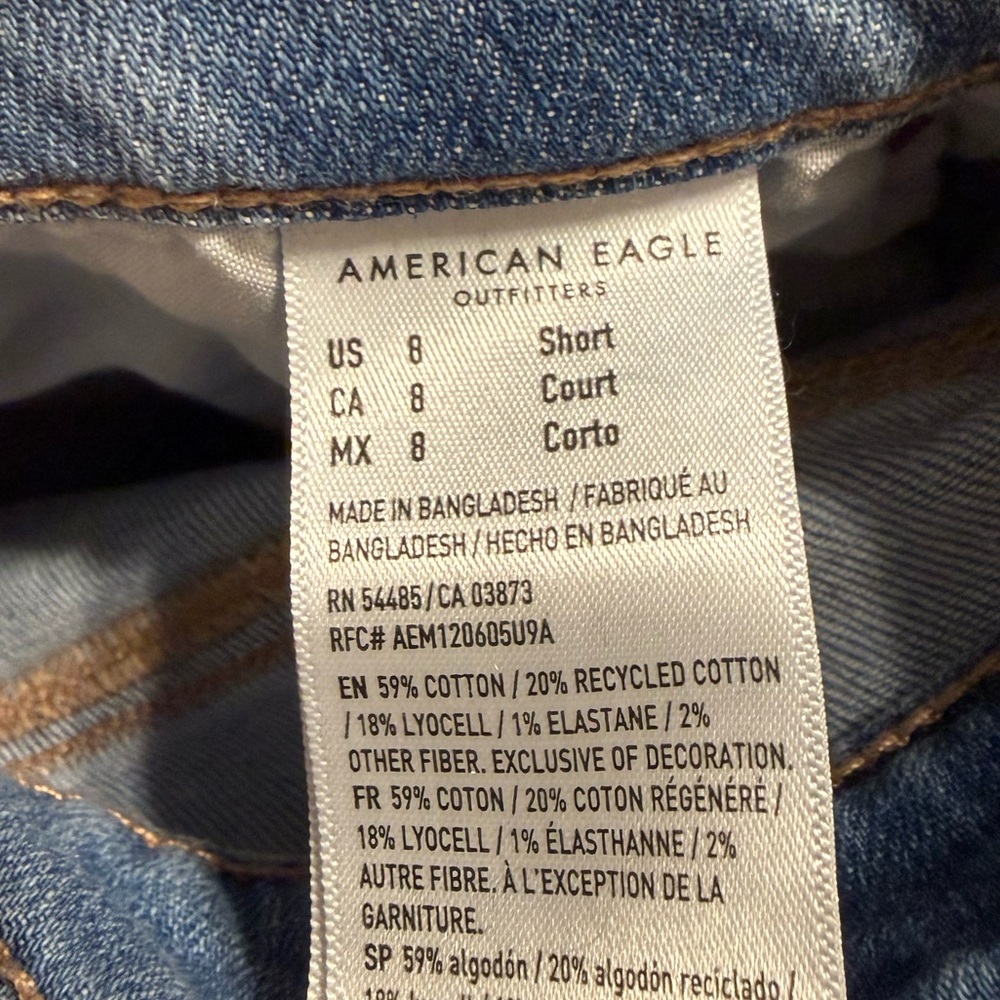 AMERICAN EAGLE
OUTFITTERS
US 8 Short
CA 8 Court
MX 8 Corto
MADE IN BANGLADESH / FABRIQUÉ AU
BANGLADESH / HECHO EN BANGLADESH
RN 54485 / CA 03873
RFC# AEM120605U9A
EN 59% COTTON / 20% RECYCLED COTTON
/ 18% LYOCELL / 1% ELASTANE / 2%
OTHER FIBER. EXCLUSIVE OF DECORATION.
FR 59% COTON / 20% COTON RÉGÉNÉRÉ /
18% LYOCELL / 1% ÉLASTHANNE / 2%
AUTRE FIBRE. À L'EXCEPTION DE LA
GARNITURE.
SP 59% algodón / 20% algodón reciclado /
18%